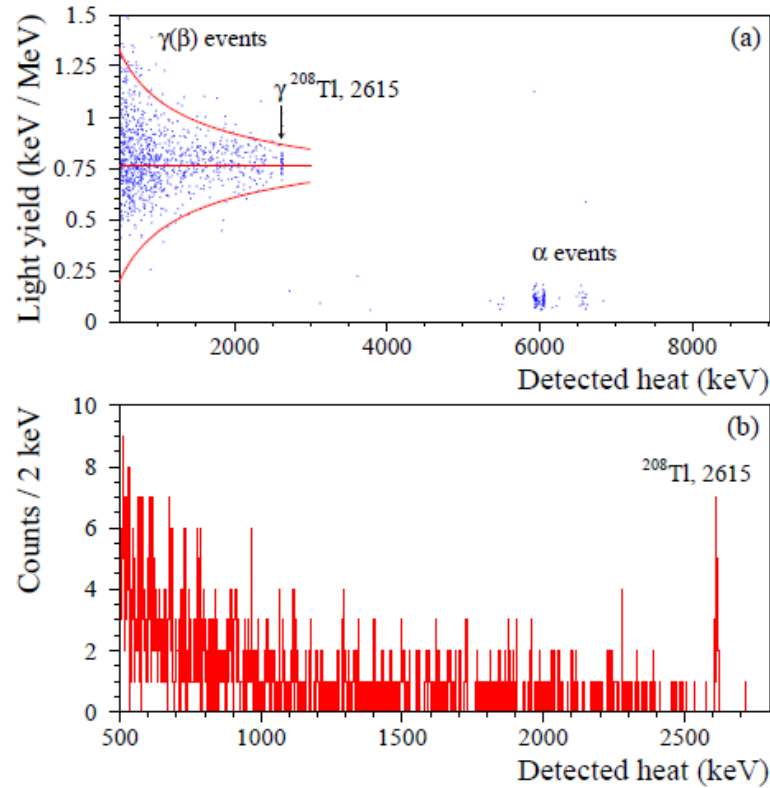 1.5
γ(β) events
(a)
1.25
γ ²⁰⁸Tl, 2615
1
0.75
0.5
α events
0.25
0
2000
4000
6000
8000
Light yield (keV / MeV)
Detected heat (keV)
10
(b)
²⁰⁸Tl, 2615
8
6
4
2
0
500
1000
1500
2000
2500
Counts / 2 keV
Detected heat (keV)